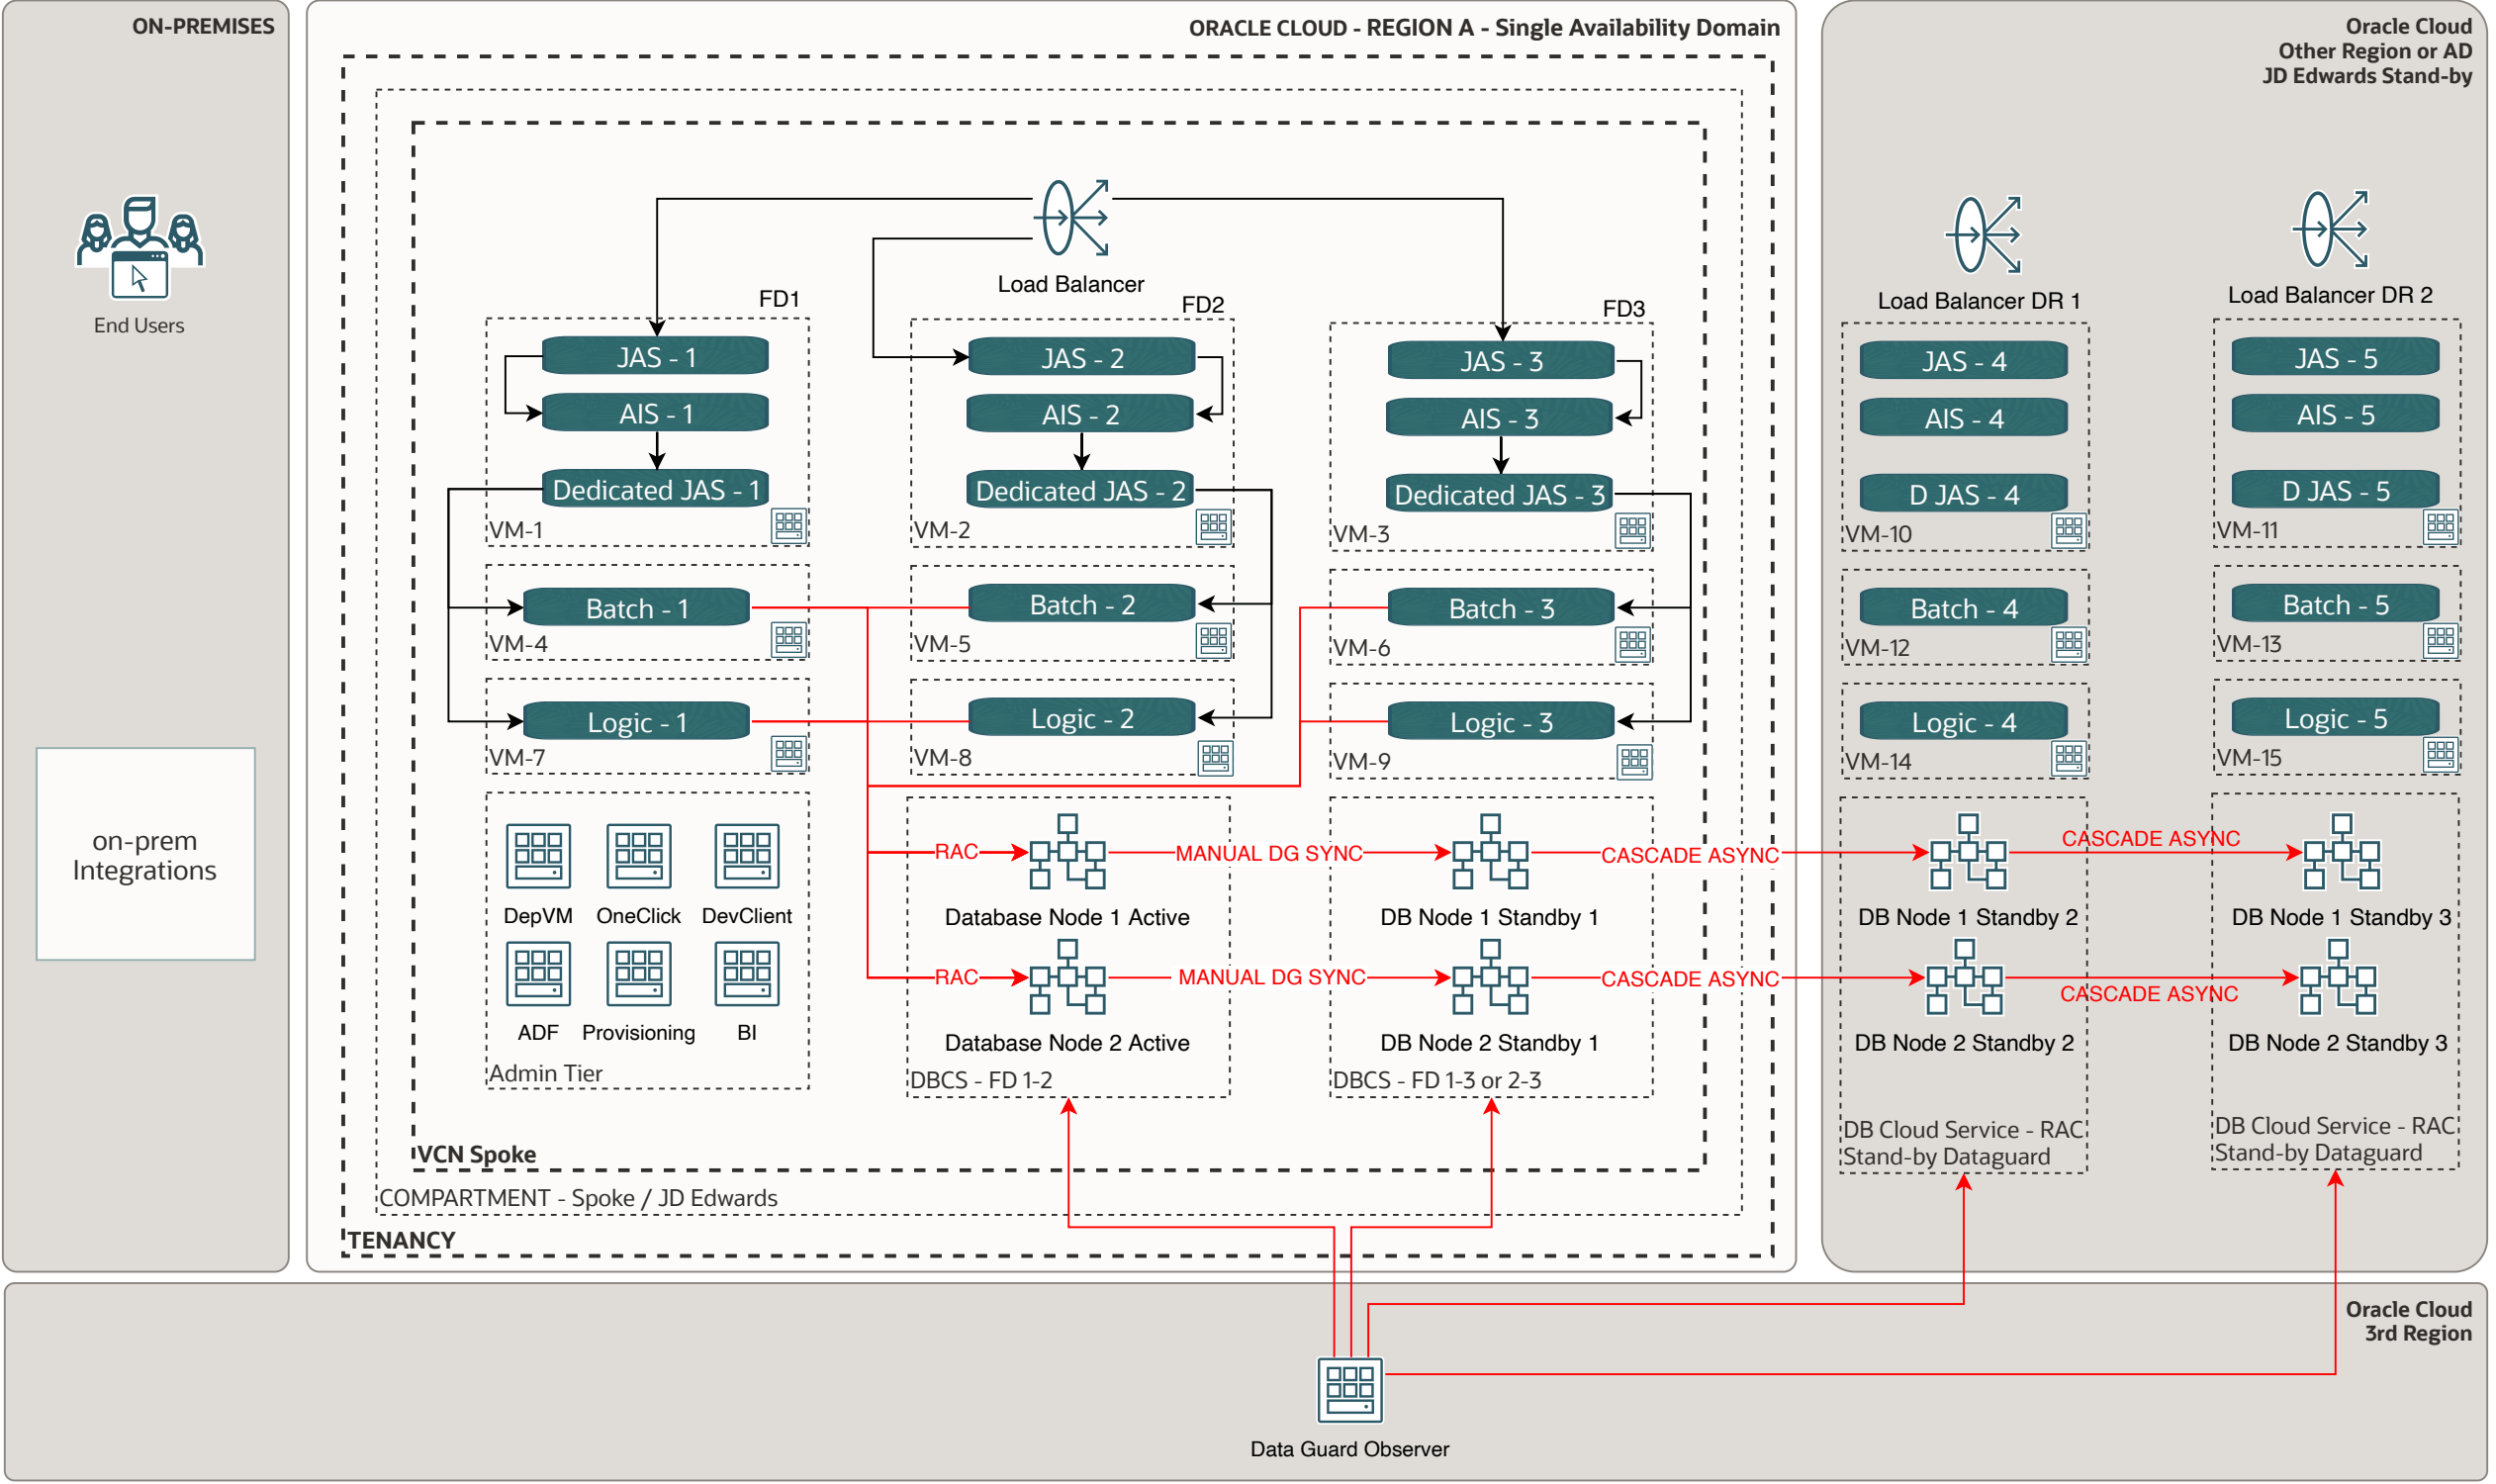 ON-PREMISES
End Users
on-prem
Integrations
ORACLE CLOUD - REGION A - Single Availability Domain
Load Balancer
FD1
FD2
FD3
JAS - 1
AIS - 1
Dedicated JAS - 1
VM-1
JAS - 2
AIS - 2
Dedicated JAS - 2
VM-2
JAS - 3
AIS - 3
Dedicated JAS - 3
VM-3
Batch - 1
VM-4
Batch - 2
VM-5
Batch - 3
VM-6
Logic - 1
VM-7
Logic - 2
VM-8
Logic - 3
VM-9
DepVM
OneClick
DevClient
ADF
Provisioning
BI
Admin Tier
RAC
Database Node 1 Active
RAC
Database Node 2 Active
DBCS - FD 1-2
MANUAL DG SYNC
MANUAL DG SYNC
DB Node 1 Standby 1
DB Node 2 Standby 1
DBCS - FD 1-3 or 2-3
CASCADE ASYNC
CASCADE ASYNC
VCN Spoke
COMPARTMENT - Spoke / JD Edwards
TENANCY
Oracle Cloud
Other Region or AD
JD Edwards Stand-by
Load Balancer DR 1
Load Balancer DR 2
JAS - 4
AIS - 4
D JAS - 4
VM-10
JAS - 5
AIS - 5
D JAS - 5
VM-11
Batch - 4
VM-12
Batch - 5
VM-13
Logic - 4
VM-14
Logic - 5
VM-15
CASCADE ASYNC
DB Node 1 Standby 2
DB Node 1 Standby 3
CASCADE ASYNC
DB Node 2 Standby 2
DB Node 2 Standby 3
DB Cloud Service - RAC
Stand-by Dataguard
DB Cloud Service - RAC
Stand-by Dataguard
Oracle Cloud
3rd Region
Data Guard Observer